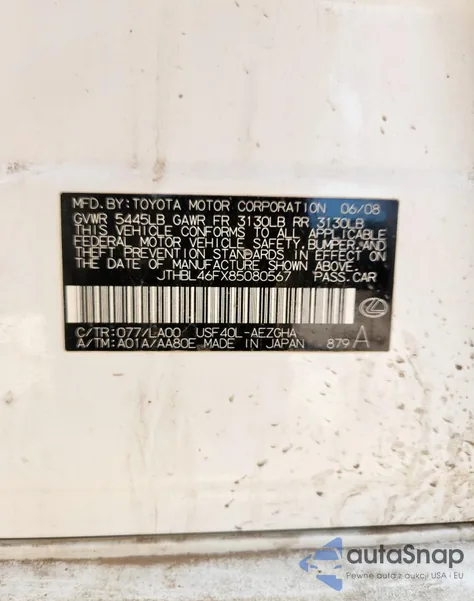 MFD. BY: TOYOTA MOTOR CORPORATION 06/08
GVWR 5445LB GAWR FR 3130LB RR 3130LB
THIS VEHICLE CONFORMS TO ALL APPLICABLE
FEDERAL MOTOR VEHICLE SAFETY, BUMPER, AND
THEFT PREVENTION STANDARDS IN EFFECT ON
THE DATE OF MANUFACTURE SHOWN ABOVE.
JTHBL46FX85080567 PASS. CAR
C/TR: 077/LA00 USF40L-AEZGHA
A/TM: A01A/AA80E MADE IN JAPAN 879 A
autoSnap
Pewne auta z aukcji USA - EU